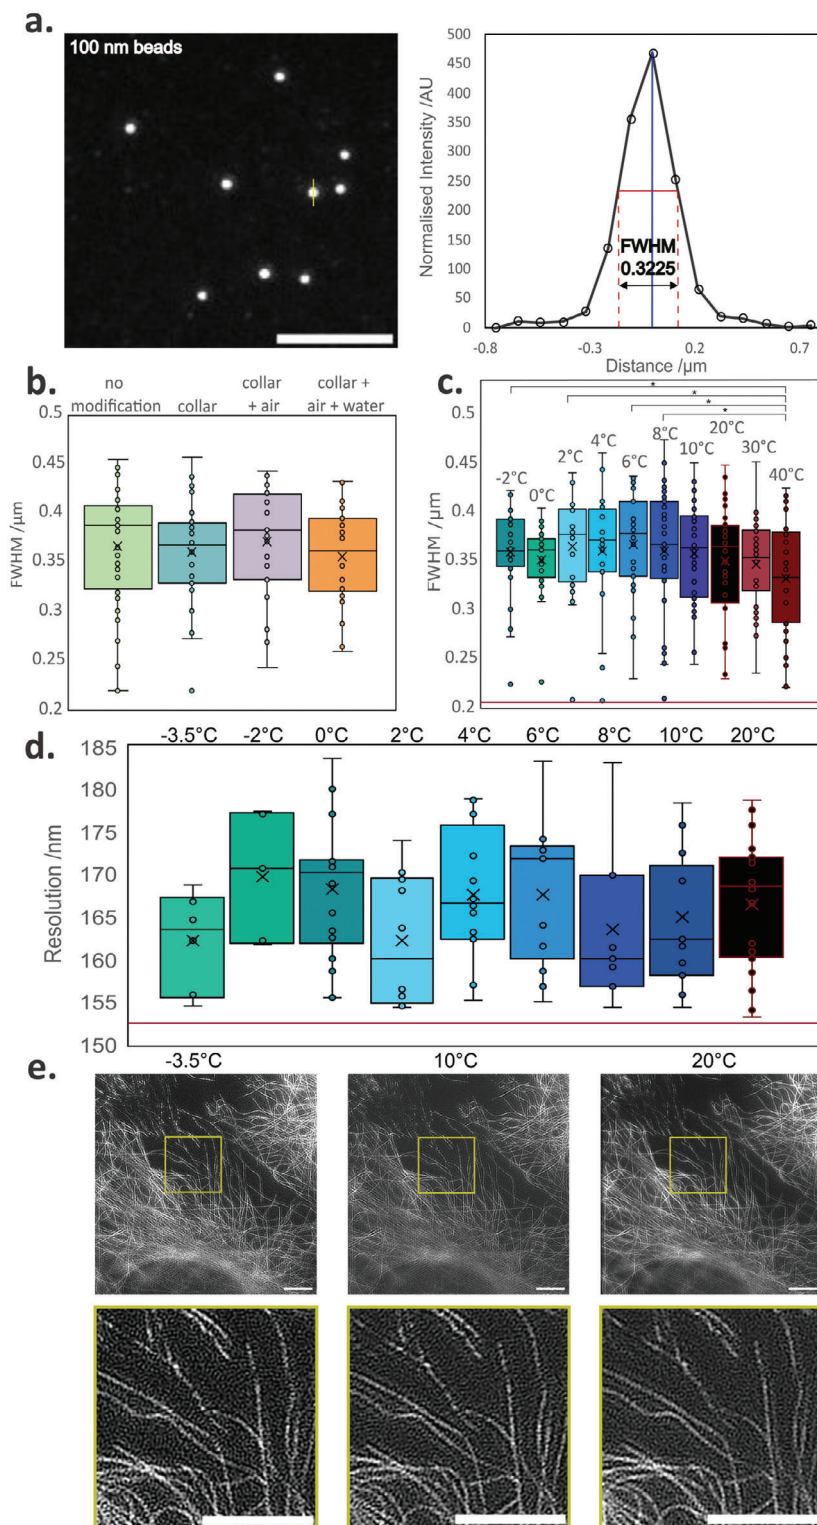 a.
100 nm beads
Normalised Intensity /AU
500
450
400
350
300
250
200
150
100
50
0
FWHM
0.3225
-0.8
-0.3
0.2
0.7
Distance /µm
b.
no modification
collar
collar + air
collar + air + water
FWHM /µm
0.5
0.45
0.4
0.35
0.3
0.25
0.2
c.
* 
*
*
*
FWHM /µm
0.5
0.45
0.4
0.35
0.3
0.25
0.2
-2°C
0°C
2°C
4°C
6°C
8°C
10°C
20°C
30°C
40°C
d.
-3.5°C
-2°C
0°C
2°C
4°C
6°C
8°C
10°C
20°C
Resolution /nm
185
180
175
170
165
160
155
150
e.
-3.5°C
10°C
20°C